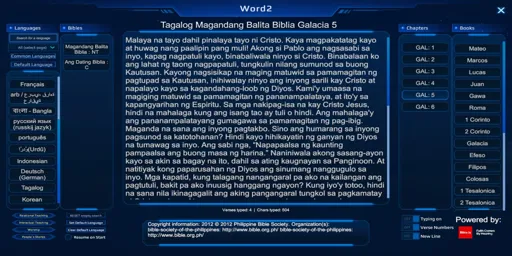 Word2
Languages
Bibles
Tagalog Magandang Balita Biblia Galacia 5
Chapters
Books
Search for a language
All (select page)
Common Languages
Default Language
Français
বাংলা - Bangla
русский язык
(russkij jazyk)
português
Indonesian
Deutsch
(German)
Tagalog
Korean
Magandang Balita
Biblia : NT
Ang Dating Biblia :
C
Malaya na tayo dahil pinalaya tayo ni Cristo. Kaya magpakatatag kayo
at huwag nang paalipin pang muli! Akong si Pablo ang nagsasabi sa
inyo, kapag nagpatuli kayo, binabaliwala ninyo si Cristo. Binabalaan ko
ang lahat ng taong nagpapatuli, tungkulin nilang sumunod sa buong
Kautusan. Kayong nagsisikap na maging matuwid sa pamamagitan ng
pagtupad sa Kautusan, inihiwalay ninyo ang inyong sarili kay Cristo at
napalayo kayo sa kagandahang-loob ng Diyos. Kami'y umaasa na
magiging matuwid sa pamamagitan ng pananampalataya, at ito'y sa
kapangyarihan ng Espiritu. Sa mga nakipag-isa na kay Cristo Jesus,
hindi na mahalaga kung ang isang tao ay tuli o hindi. Ang mahalaga'y
ang pananampalatayang gumagawa sa pamamagitan ng pag-ibig.
Maganda na sana ang inyong pagtakbo. Sino ang humarang sa inyong
pagsunod sa katotohanan? Hindi kayo hihikayatin ng ganyan ng Diyos
na tumawag sa inyo. Ang sabi nga, "Napapaalsa ng kaunting
pampaalsa ang buong masa ng harina." Naniniwala akong sasang-ayon
kayo sa akin sa bagay na ito, dahil sa ating kaugnayan sa Panginoon. At
natitiyak kong paparusahan ng Diyos ang sinumang nanggugulo sa
inyo. Mga kapatid, kung talagang nangangaral pa ako na kailangan ang
pagtutuli, bakit pa ako inuusig hanggang ngayon? Kung iyo'y totoo, hindi
na sana nila ikinagagalit ang aking pangangaral tungkol sa pagkamatay
GAL: 1
GAL: 2
GAL: 3
GAL: 4
GAL: 5
GAL: 6
Mateo
Marcos
Lucas
Juan
Gawa
Roma
1 Corinto
2 Corinto
Galacia
Efeso
Filipos
Colosas
1 Tesalonica
2 Tesalonica
Verses typed: 4 | Chars typed: 504
Set Default Language
Clear Default Language
Resume on Start
Copyright information: 2012 © 2012 Philippine Bible Society. Organization(s):
bible-society-of-the-philippines: http://www.bible.org.ph/ bible-society-of-the-philippines:
http://www.bible.org.ph/
Typing on
Verse Numbers
New Line
Powered by: